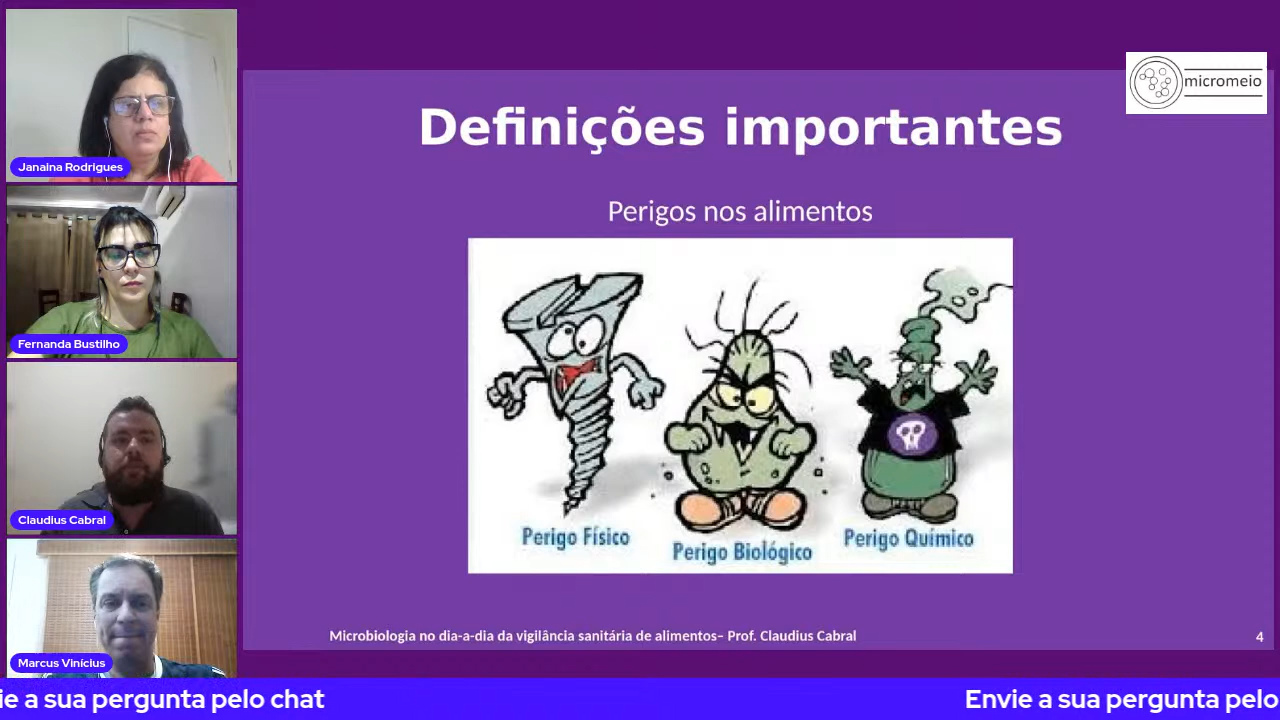 Janaina Rodrigues
Fernanda Bustilho
Claudius Cabral
Marcus Vinícius
micromeio
Definições importantes
Perigos nos alimentos
Perigo Físico
Perigo Biológico
Perigo Químico
Microbiologia no dia-a-dia da vigilância sanitária de alimentos– Prof. Claudius Cabral
4
ie a sua pergunta pelo chat
Envie a sua pergunta pelo